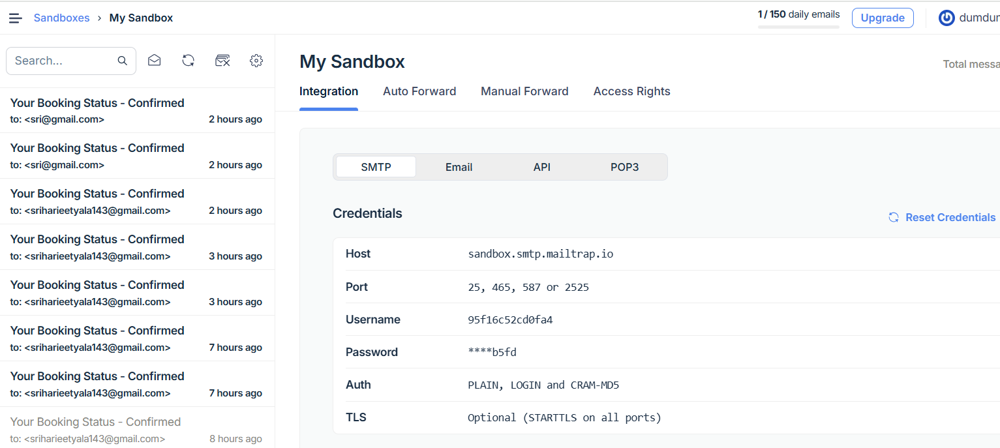 Sandboxes › My Sandbox
1 / 150 daily emails
Upgrade
dumdum
Search...
My Sandbox
Total messa
Integration Auto Forward Manual Forward Access Rights
Your Booking Status - Confirmed
to: <sri@gmail.com> 2 hours ago
Your Booking Status - Confirmed
to: <sri@gmail.com> 2 hours ago
Your Booking Status - Confirmed
to: <sriharieetyala143@gmail.com> 2 hours ago
Your Booking Status - Confirmed
to: <sriharieetyala143@gmail.com> 3 hours ago
Your Booking Status - Confirmed
to: <sriharieetyala143@gmail.com> 3 hours ago
Your Booking Status - Confirmed
to: <sriharieetyala143@gmail.com> 7 hours ago
Your Booking Status - Confirmed
to: <sriharieetyala143@gmail.com> 7 hours ago
Your Booking Status - Confirmed
to: <sriharieetyala143@gmail.com> 8 hours ago
SMTP Email API POP3
Credentials
Reset Credentials
Host sandbox.smtp.mailtrap.io
Port 25, 465, 587 or 2525
Username 95f16c52cd0fa4
Password ****b5fd
Auth PLAIN, LOGIN and CRAM-MD5
TLS Optional (STARTTLS on all ports)